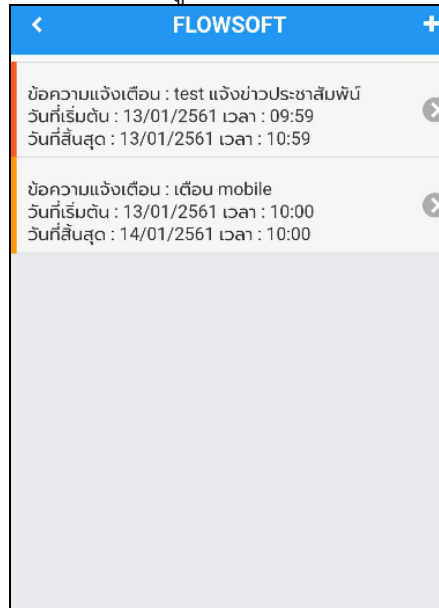 FLOWSOFT
ข้อความแจ้งเตือน : test แจ้งข่าวประชาสัมพัน์
วันที่เริ่มต้น : 13/01/2561 เวลา : 09:59
วันที่สิ้นสุด : 13/01/2561 เวลา : 10:59
ข้อความแจ้งเตือน : เตือน mobile
วันที่เริ่มต้น : 13/01/2561 เวลา : 10:00
วันที่สิ้นสุด : 14/01/2561 เวลา : 10:00